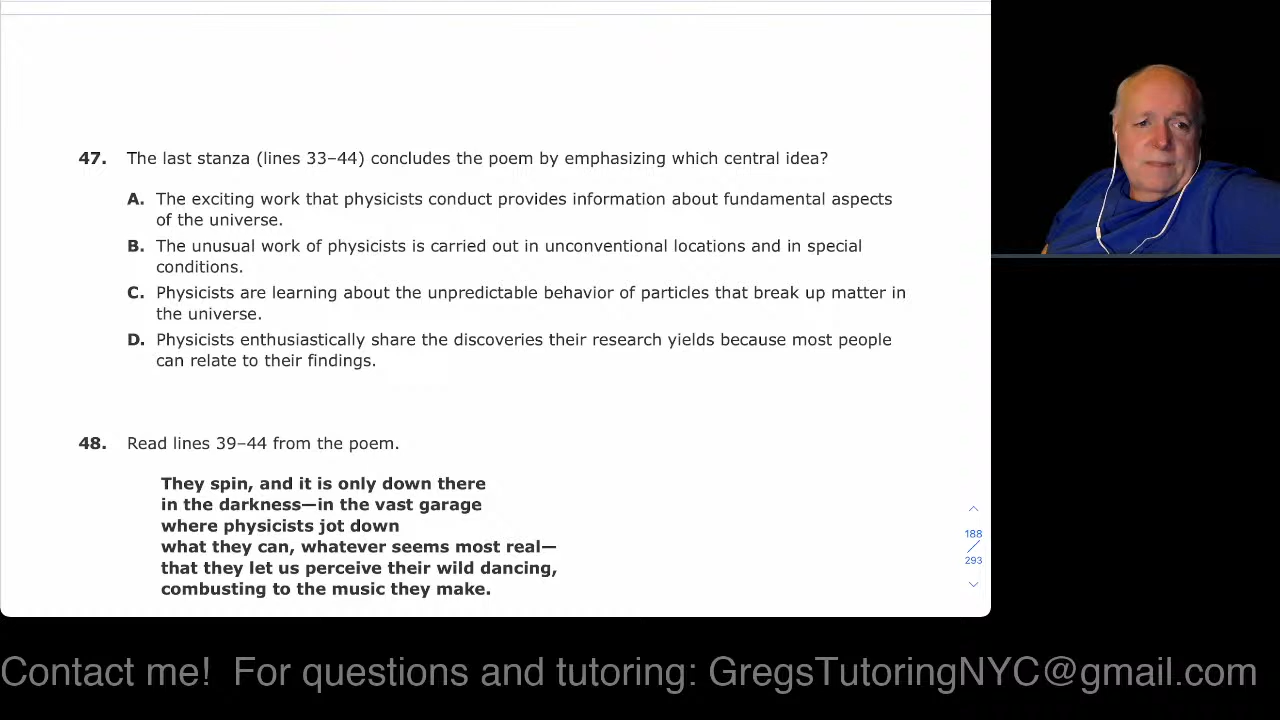 47. The last stanza (lines 33–44) concludes the poem by emphasizing which central idea?
A. The exciting work that physicists conduct provides information about fundamental aspects
of the universe.
B. The unusual work of physicists is carried out in unconventional locations and in special
conditions.
C. Physicists are learning about the unpredictable behavior of particles that break up matter in
the universe.
D. Physicists enthusiastically share the discoveries their research yields because most people
can relate to their findings.
48. Read lines 39–44 from the poem.
They spin, and it is only down there
in the darkness—in the vast garage
where physicists jot down
what they can, whatever seems most real—
that they let us perceive their wild dancing,
combusting to the music they make.
188
293
Contact me! For questions and tutoring: GregsTutoringNYC@gmail.com